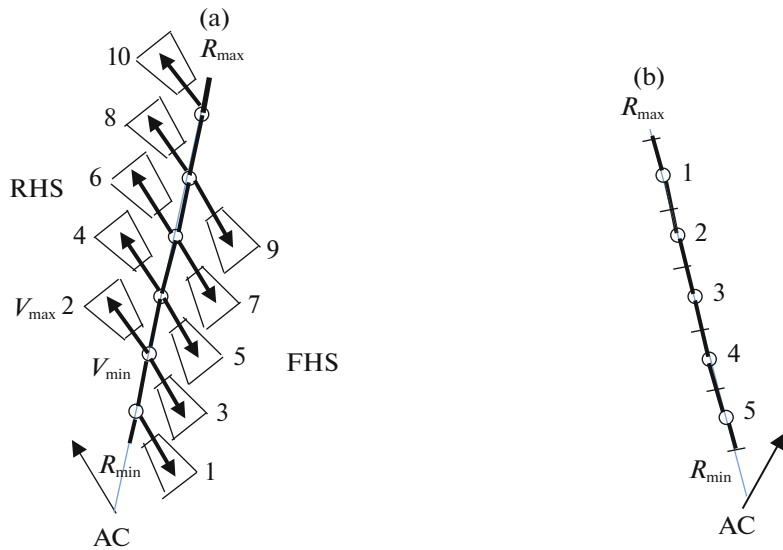 (a)
10
R_max
8
RHS
6
4
9
V_max 2
7
V_min
5
FHS
3
R_min
1
AC
(b)
R_max
1
2
3
4
5
R_min
AC